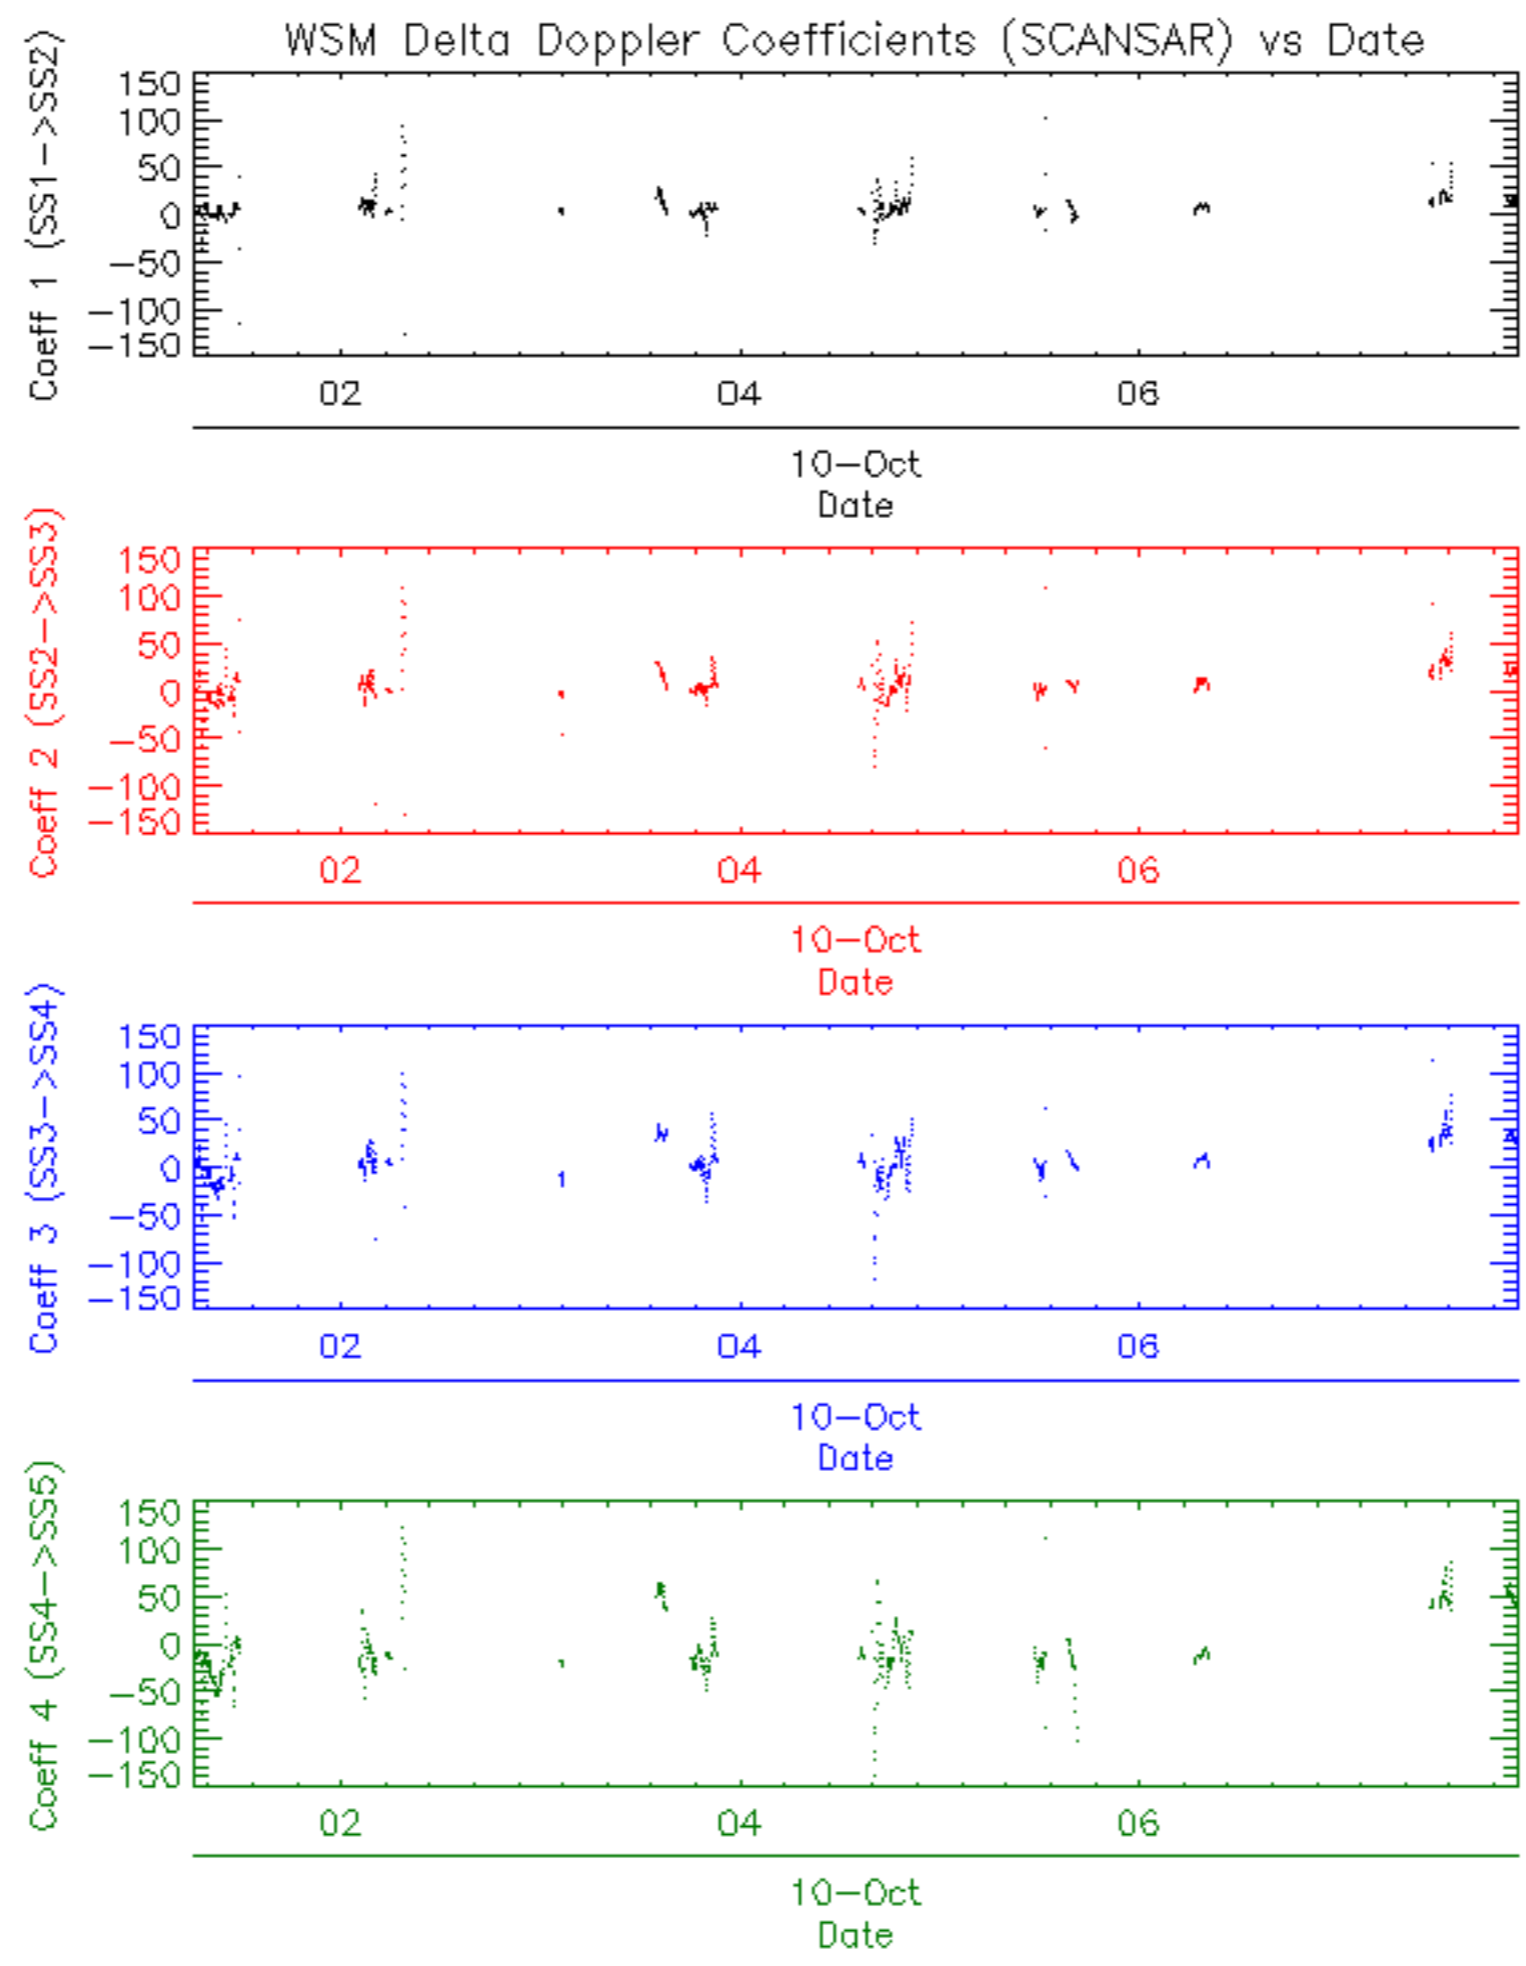 WSM Delta Doppler Coefficients (SCANSAR) vs Date
Coeff 1 (SS1->SS2)
150
100
50
0
-50
-100
-150
02 04 06
10-Oct
Date
Coeff 2 (SS2->SS3)
150
100
50
0
-50
-100
-150
02 04 06
10-Oct
Date
Coeff 3 (SS3->SS4)
150
100
50
0
-50
-100
-150
02 04 06
10-Oct
Date
Coeff 4 (SS4->SS5)
150
100
50
0
-50
-100
-150
02 04 06
10-Oct
Date